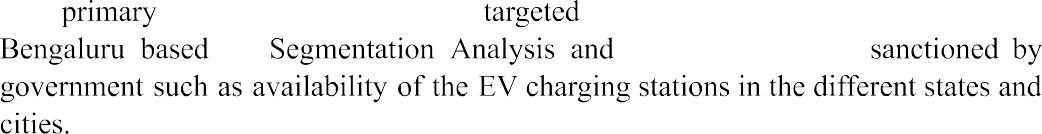 primary targeted
Bengaluru based Segmentation Analysis and sanctioned by
government such as availability of the EV charging stations in the different states and
cities.